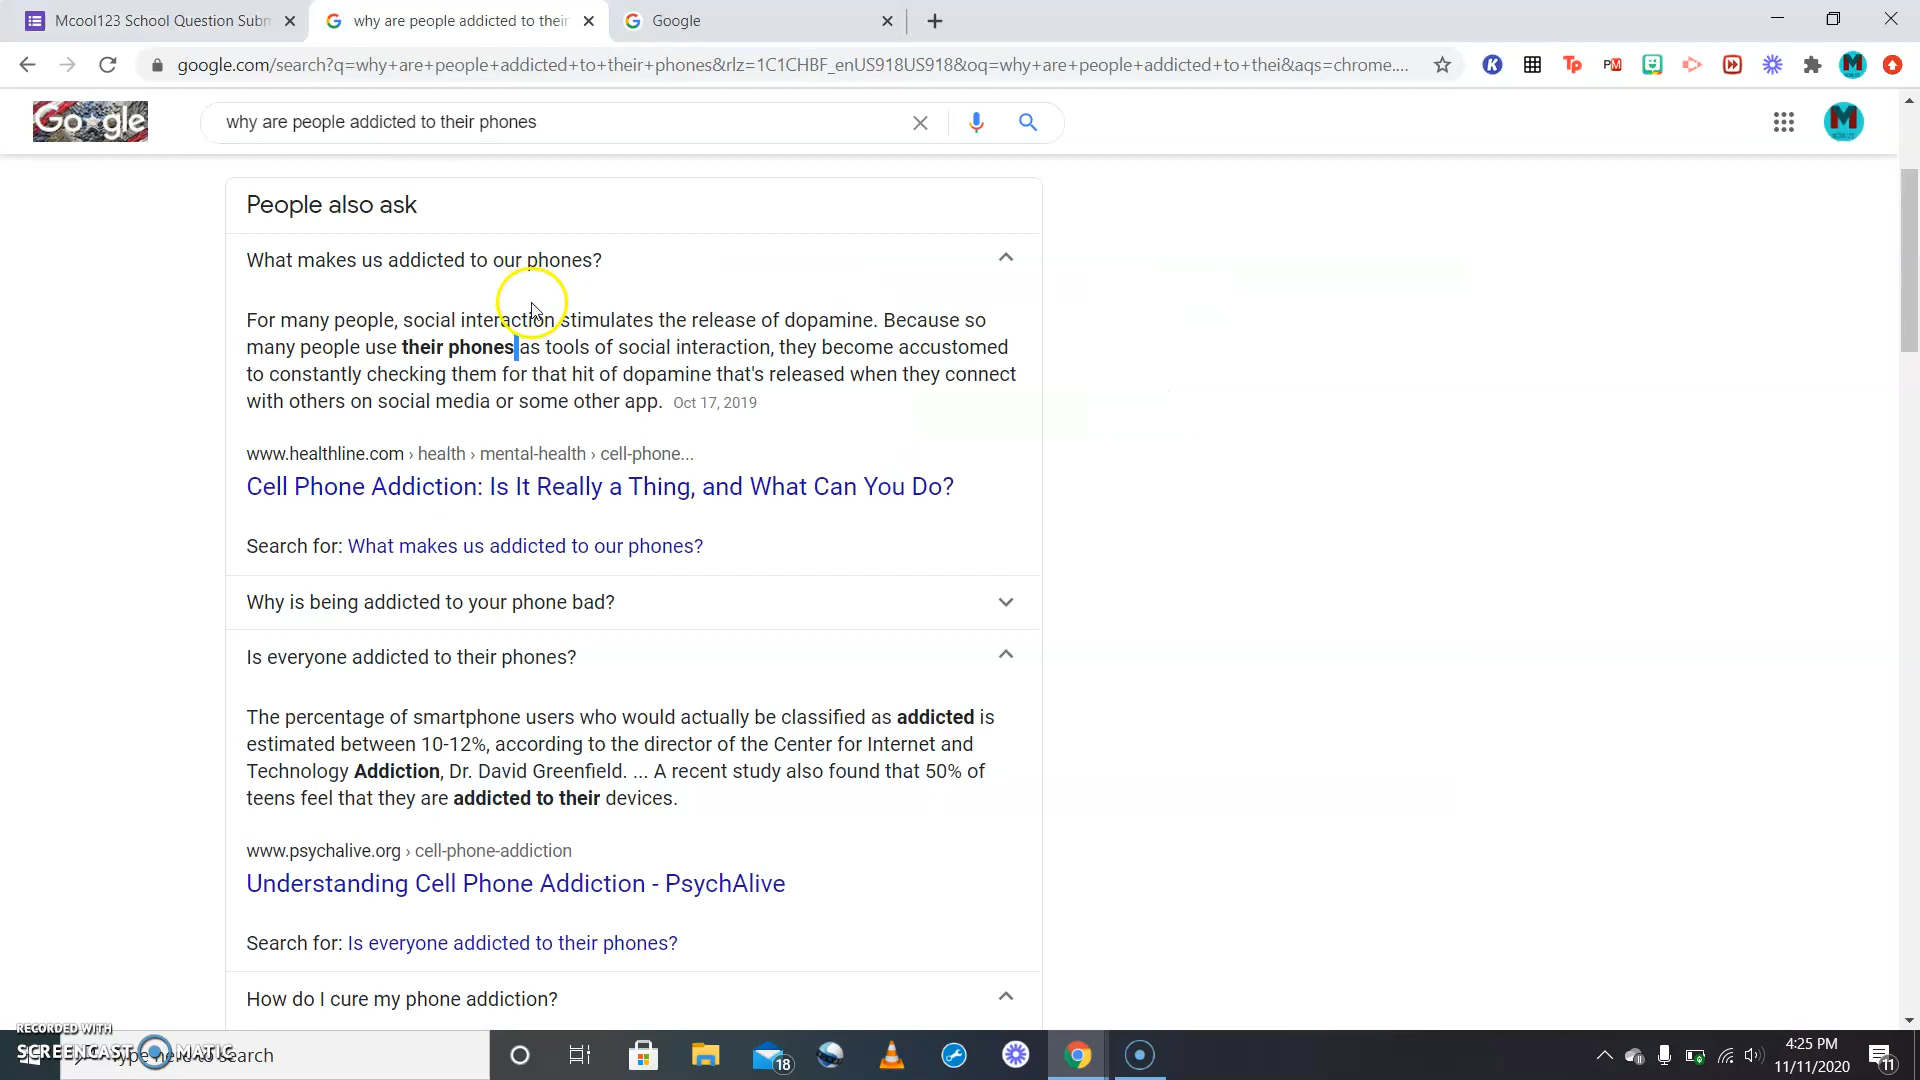 Mcool123 School Question Subm
why are people addicted to their
Google
google.com/search?q=why+are+people+addicted+to+their+phones&rlz=1C1CHBF_enUS918US918&oq=why+are+people+addicted+to+thei&aqs=chrome....
Google
why are people addicted to their phones
People also ask
What makes us addicted to our phones?
For many people, social interaction stimulates the release of dopamine. Because so
many people use their phones as tools of social interaction, they become accustomed
to constantly checking them for that hit of dopamine that's released when they connect
with others on social media or some other app. Oct 17, 2019
www.healthline.com › health › mental-health › cell-phone...
Cell Phone Addiction: Is It Really a Thing, and What Can You Do?
Search for: What makes us addicted to our phones?
Why is being addicted to your phone bad?
Is everyone addicted to their phones?
The percentage of smartphone users who would actually be classified as addicted is
estimated between 10-12%, according to the director of the Center for Internet and
Technology Addiction, Dr. David Greenfield. ... A recent study also found that 50% of
teens feel that they are addicted to their devices.
www.psychalive.org › cell-phone-addiction
Understanding Cell Phone Addiction - PsychAlive
Search for: Is everyone addicted to their phones?
How do I cure my phone addiction?
RECORDED WITH
SCREENCAST MATIC
Type here to search
18
4:25 PM
11/11/2020
11